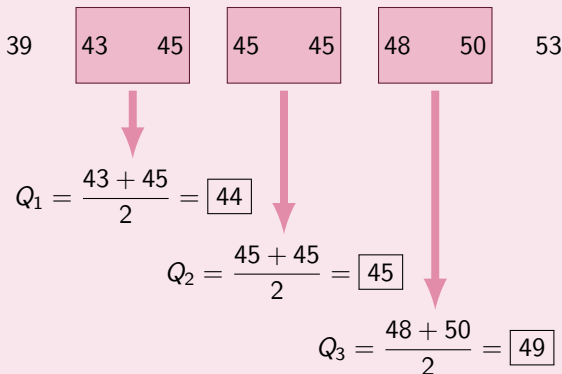 39 43 45 45 45 48 50 53
Q₁ = (43 + 45)/2 = 44
Q₂ = (45 + 45)/2 = 45
Q₃ = (48 + 50)/2 = 49